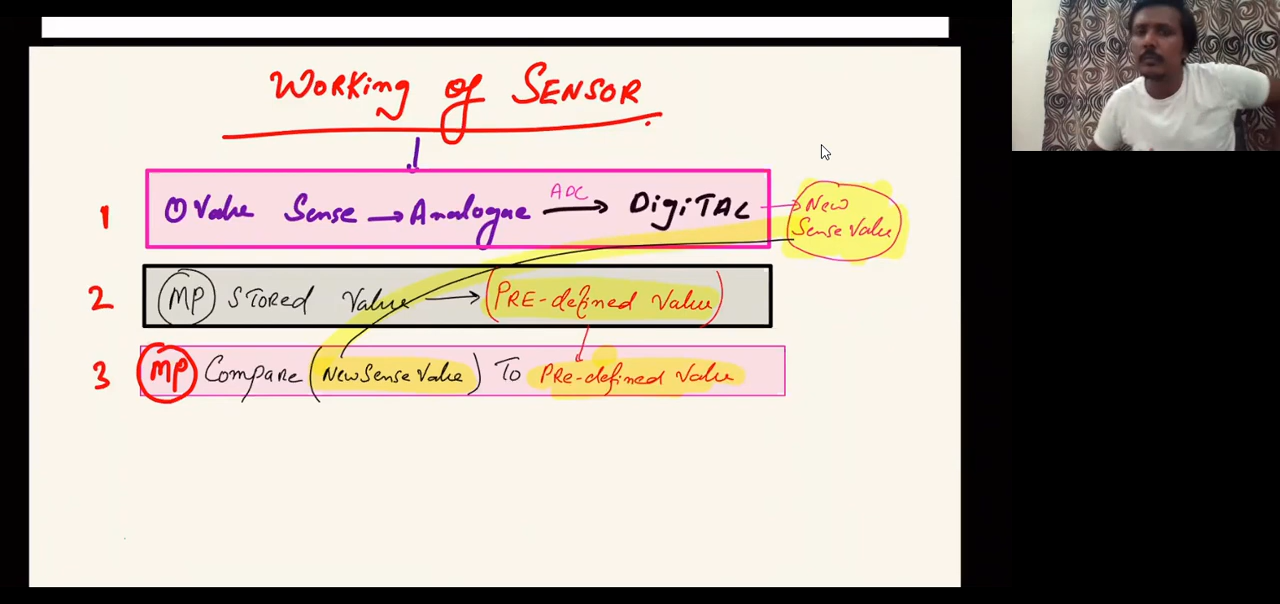 Working of SENSOR
1
① Value Sense → Analogue ADC → DigiTAL → New Sense Value
2
MP STored Value → (PRE-defined Value)
3
MP Compare (New Sense Value) To PRe-defined Value